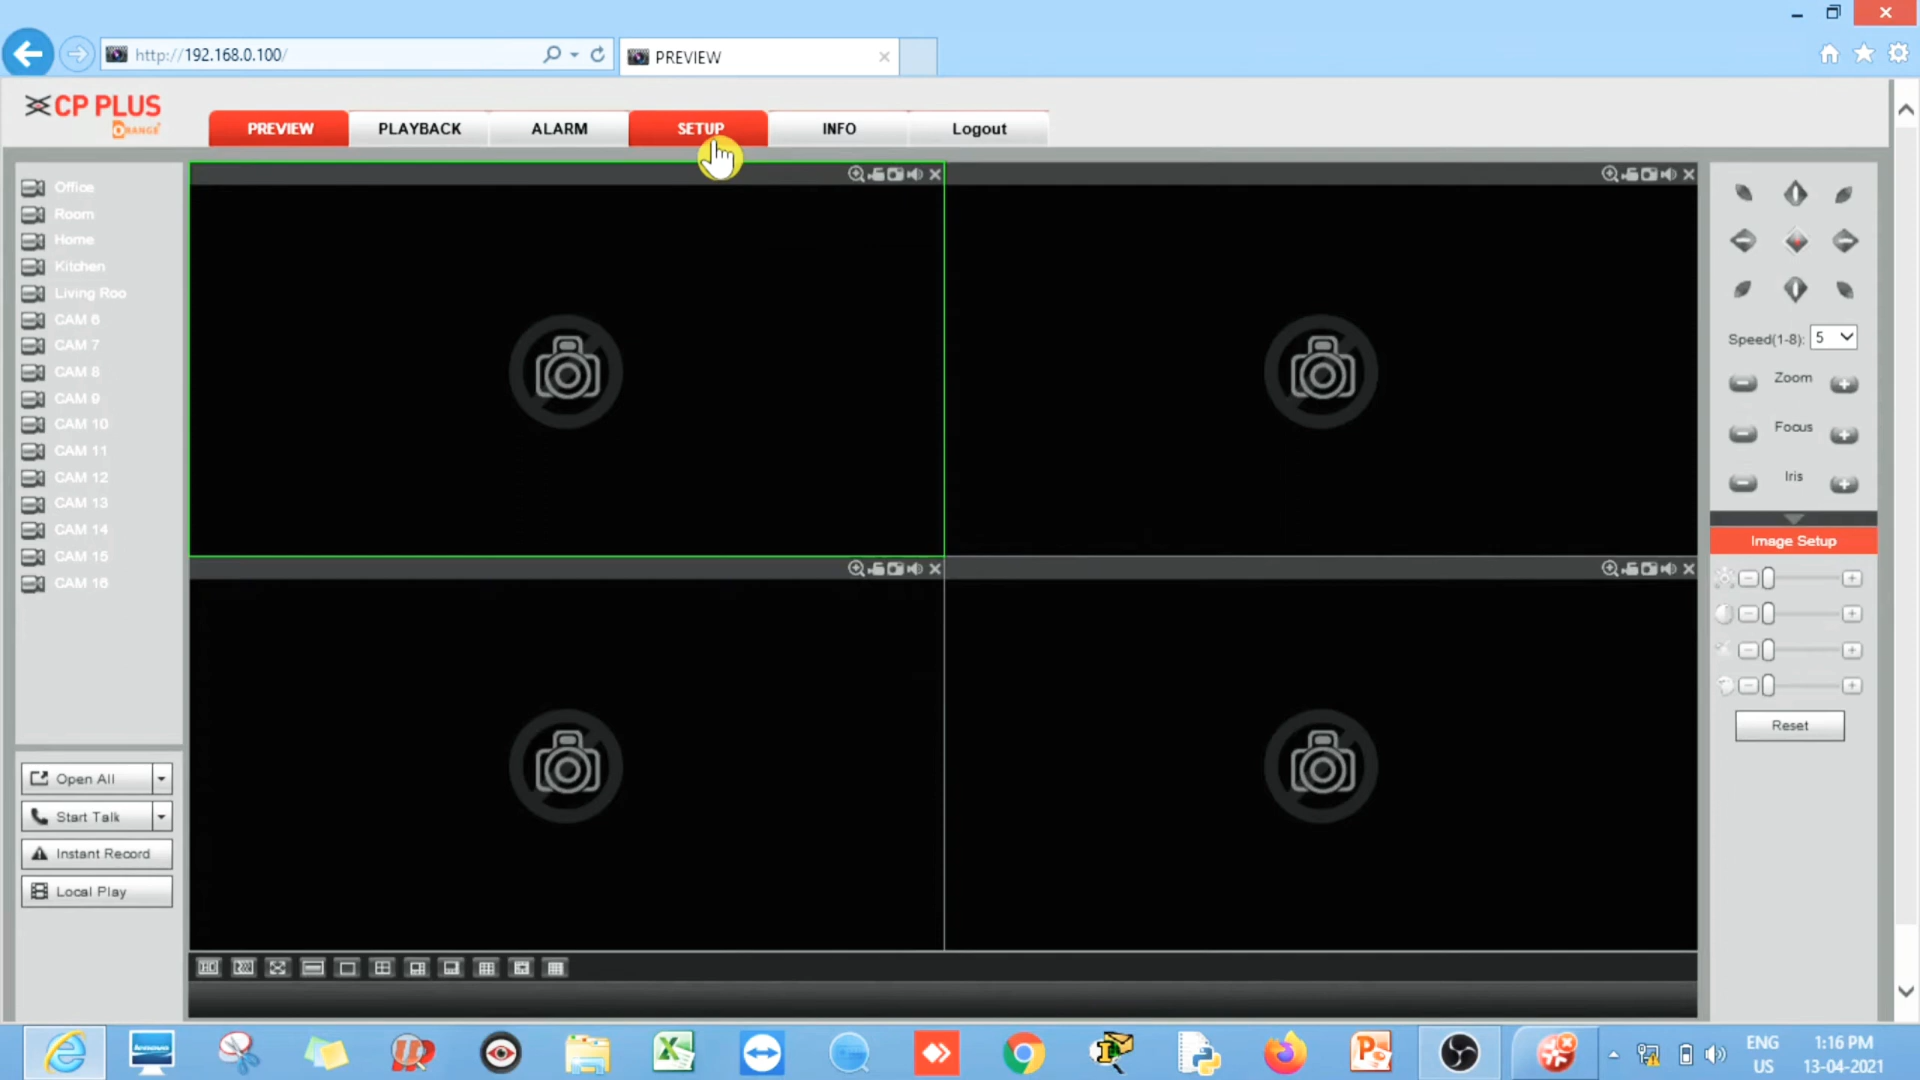 http://192.168.0.100/
PREVIEW
CP PLUS
ORANGE
PREVIEW
PLAYBACK
ALARM
SETUP
INFO
Logout
Office
Room
Home
Kitchen
Living Roo
CAM 6
CAM 7
CAM 8
CAM 9
CAM 10
CAM 11
CAM 12
CAM 13
CAM 14
CAM 15
CAM 16
Open All
Start Talk
Instant Record
Local Play
Speed(1-8): 5
Zoom
Focus
Iris
Image Setup
Reset
ENG
US
1:16 PM
13-04-2021